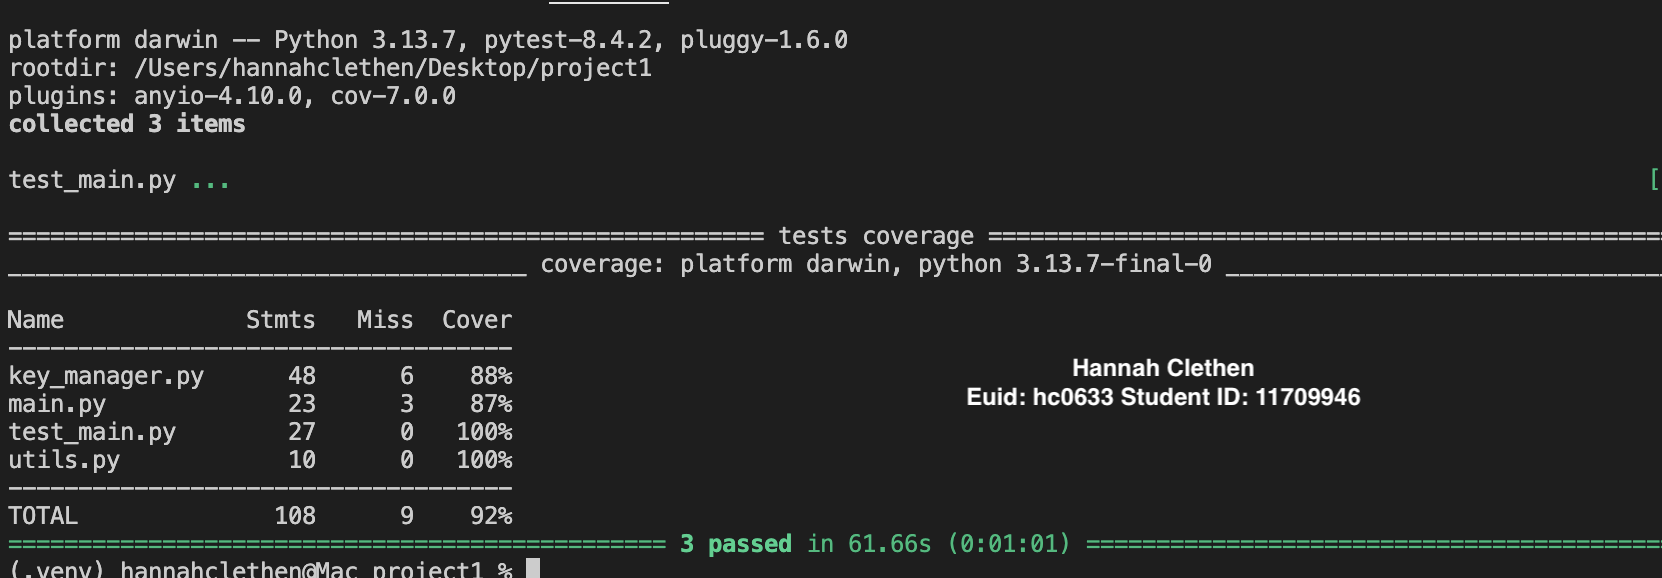 platform darwin -- Python 3.13.7, pytest-8.4.2, pluggy-1.6.0
rootdir: /Users/hannahclethen/Desktop/project1
plugins: anyio-4.10.0, cov-7.0.0
collected 3 items
test_main.py ... [
==================== tests coverage ====================
____________________ coverage: platform darwin, python 3.13.7-final-0 ____________________
Name Stmts Miss Cover
------------------------------------
key_manager.py 48 6 88%
main.py 23 3 87%
test_main.py 27 0 100%
utils.py 10 0 100%
------------------------------------
TOTAL 108 9 92%
==================== 3 passed in 61.66s (0:01:01) ====================
(.venv) hannahclethen@Mac project1 %
Hannah Clethen
Euid: hc0633 Student ID: 11709946